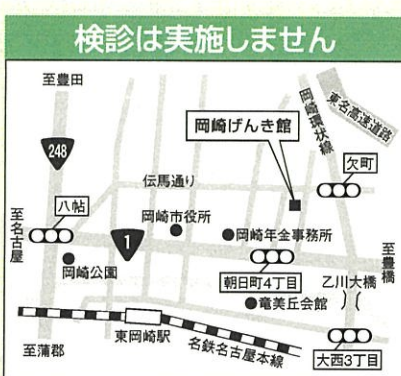 検診は実施しません
至豊田
岡崎環状線
東名高速道路
岡崎げんき館
248
欠町
伝馬通り
八帖
岡崎市役所
至名古屋
1
岡崎年金事務所
至豊橋
岡崎公園
朝日町4丁目
乙川大橋
竜美丘会館
東岡崎駅
名鉄名古屋本線
至蒲郡
大西3丁目